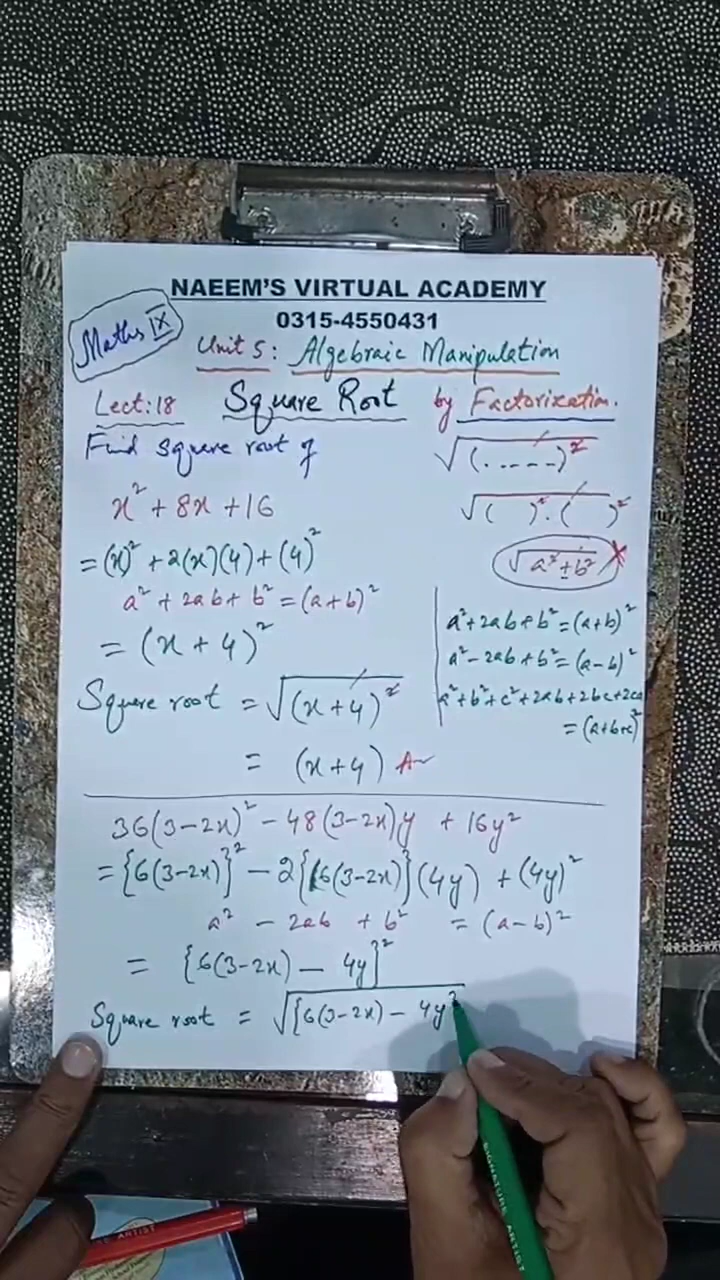 NAEEM'S VIRTUAL ACADEMY
0315-4550431
Maths IX
Unit 5: Algebraic Manipulation
Lect:18 Square Root by Factorization.
Find square root of
√(.----)²
x² + 8x + 16
√( )².( )²
= (x)² + 2(x)(4) + (4)²
√a²±b² ×
a² + 2ab + b² = (a+b)²
= (x + 4)²
a²+2ab+b²=(a+b)²
a²-2ab+b²=(a-b)²
a²+b²+c²+2ab+2bc+2ca
= (a+b+c)²
Square root = √(x+4)²
= (x+4) A
36(3-2x)² - 48(3-2x)y + 16y²
= {6(3-2x)}² - 2{6(3-2x)}(4y) + (4y)²
a² - 2ab + b² = (a-b)²
= {6(3-2x) - 4y}²
Square root = √{6(3-2x) - 4y}²
SIGNATURE ARTIST
ARTIST